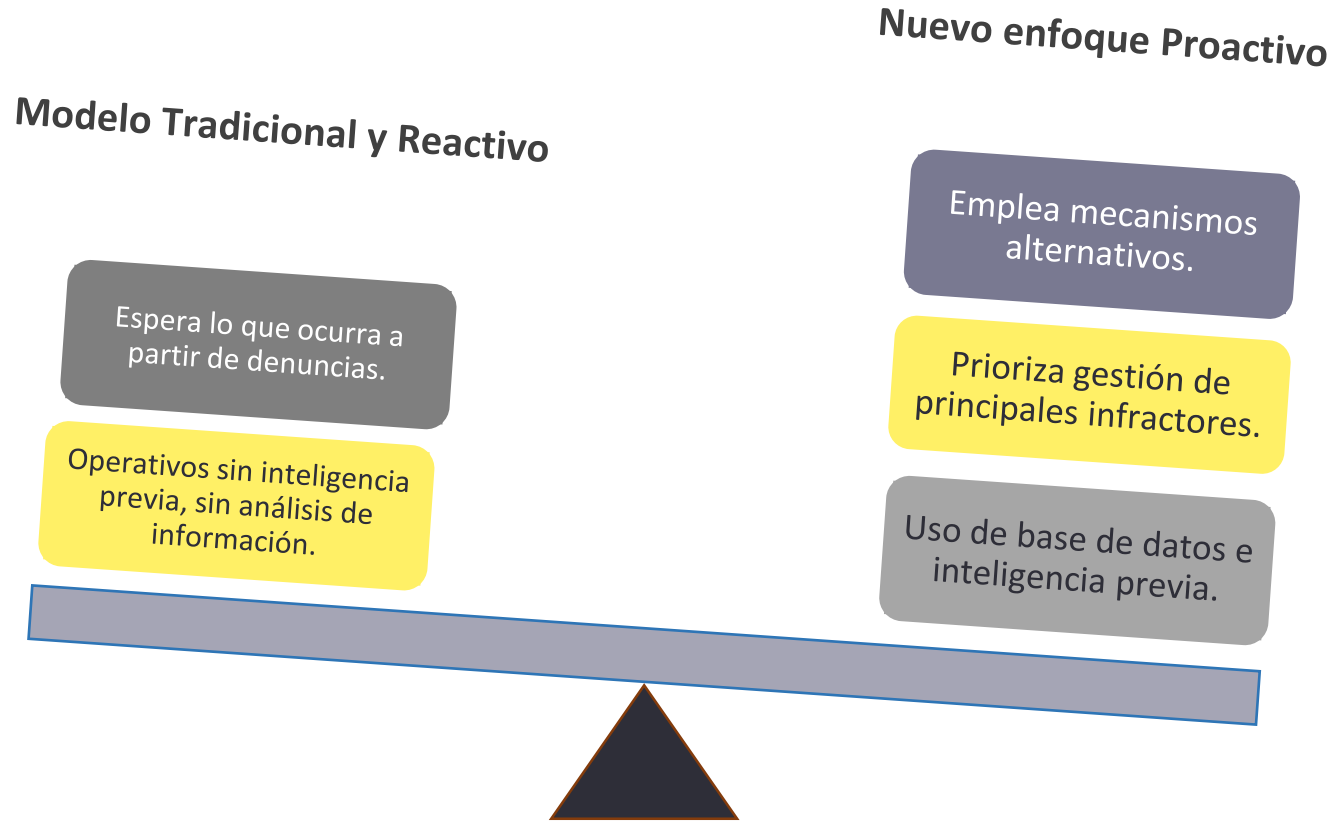 Modelo Tradicional y Reactivo
Espera lo que ocurra a
partir de denuncias.
Operativos sin inteligencia
previa, sin análisis de
información.
Nuevo enfoque Proactivo
Emplea mecanismos
alternativos.
Prioriza gestión de
principales infractores.
Uso de base de datos e
inteligencia previa.